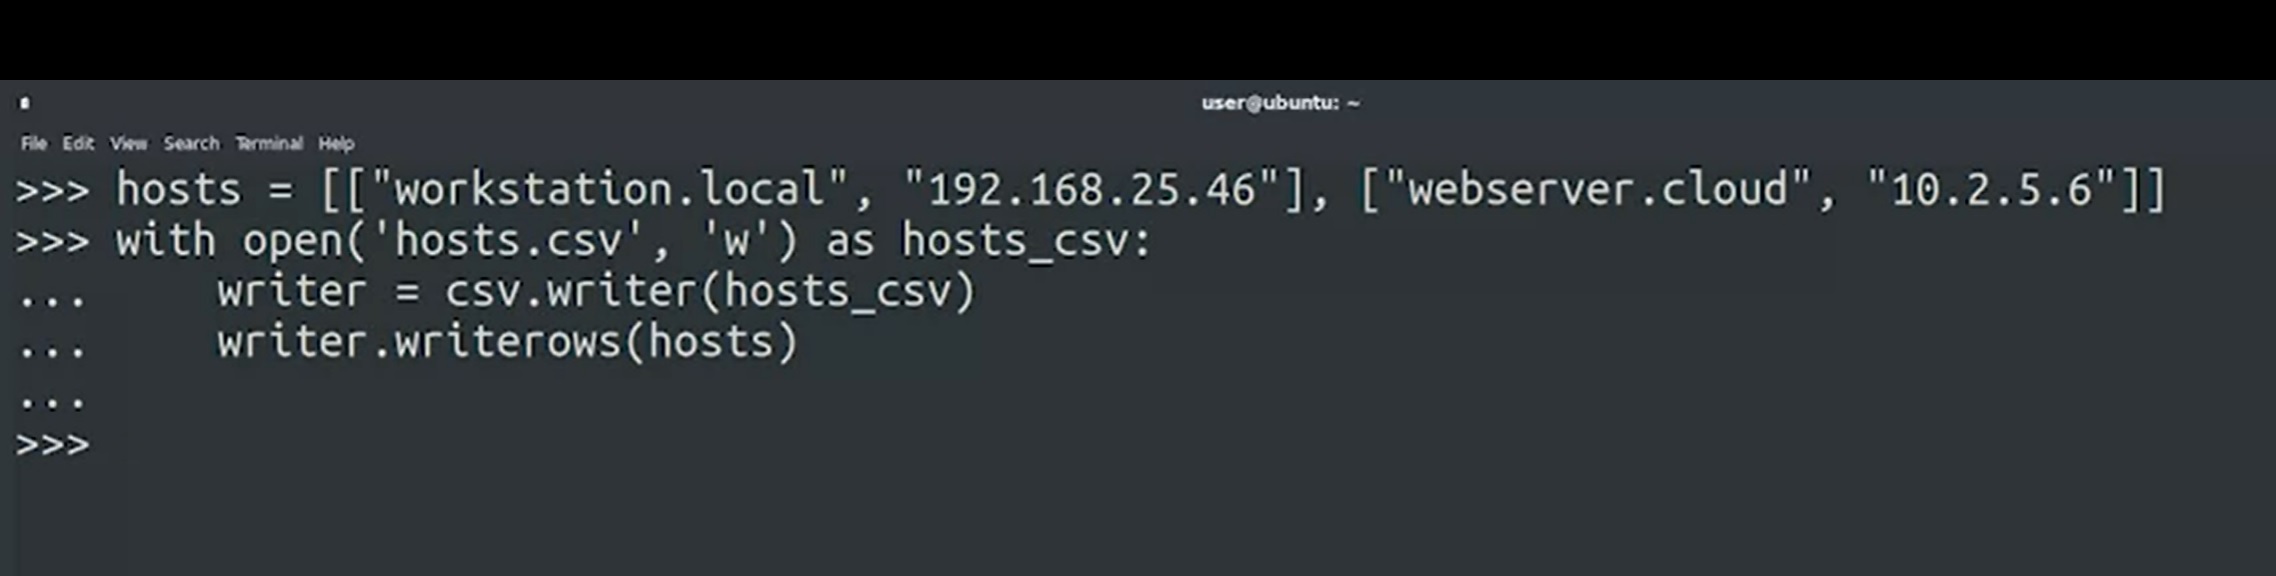 user@ubuntu: ~
File Edit View Search Terminal Help
>>> hosts = [["workstation.local", "192.168.25.46"], ["webserver.cloud", "10.2.5.6"]]
>>> with open('hosts.csv', 'w') as hosts_csv:
...     writer = csv.writer(hosts_csv)
...     writer.writerows(hosts)
...
>>>